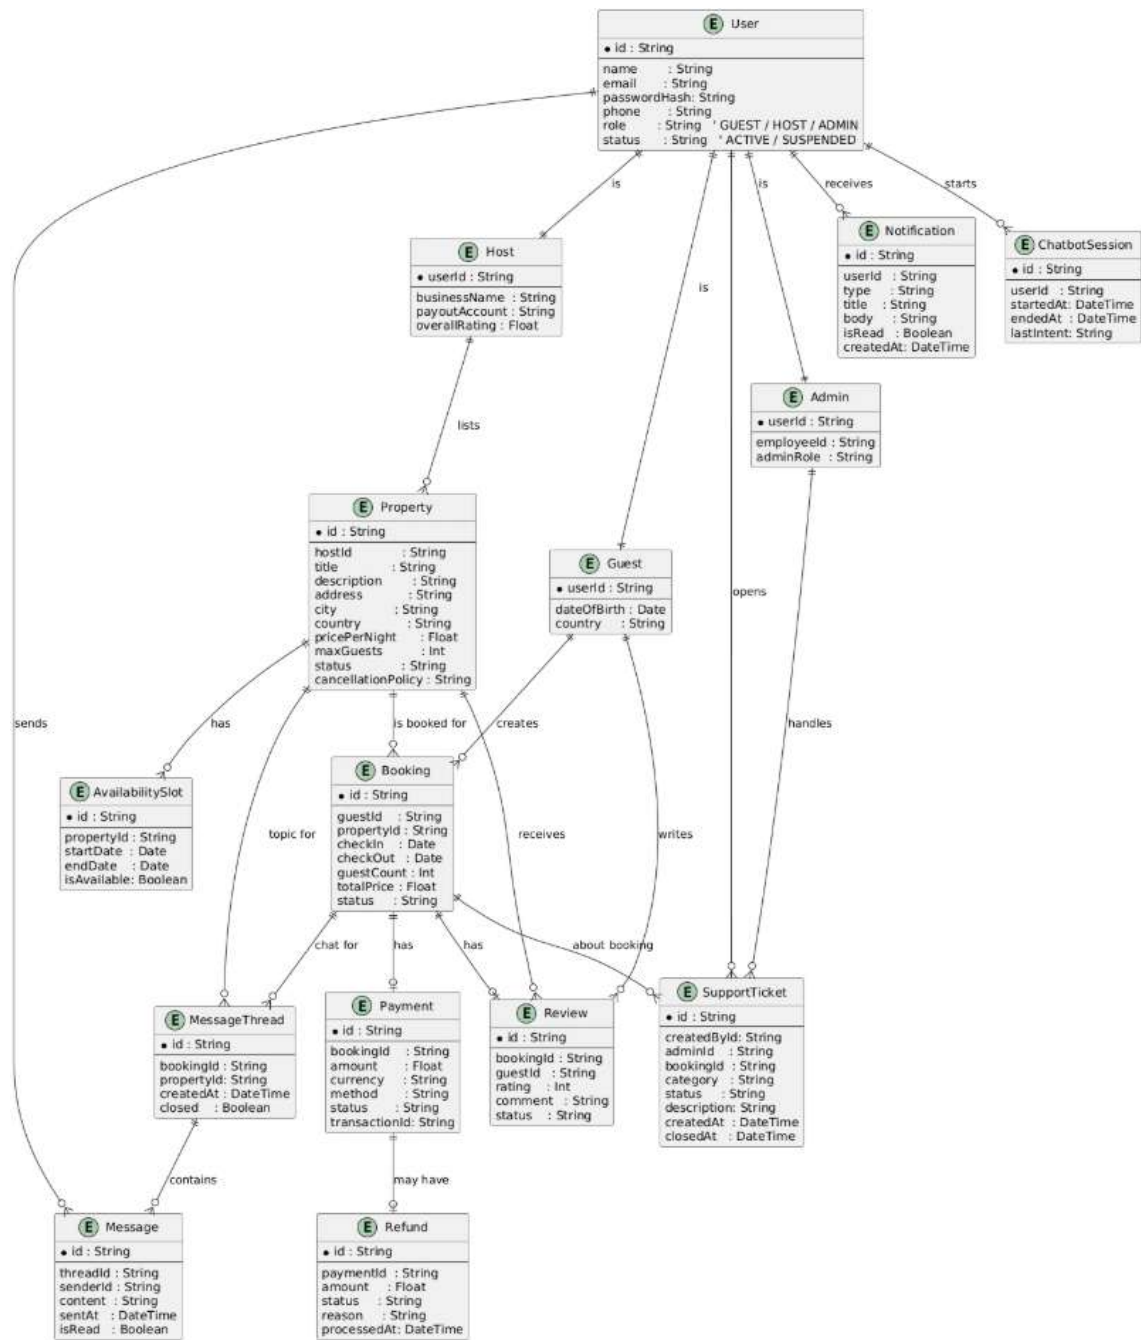 E User
* id : String
name : String
email : String
passwordHash: String
phone : String
role : String ' GUEST / HOST / ADMIN
status : String ' ACTIVE / SUSPENDED
is
is
receives
starts
is
E Host
* userId : String
businessName : String
payoutAccount : String
overallRating : Float
E Notification
* id : String
userId : String
type : String
title : String
body : String
isRead : Boolean
createdAt: DateTime
E ChatbotSession
* id : String
userId : String
startedAt: DateTime
endedAt : DateTime
lastIntent: String
E Admin
* userId : String
employeeId : String
adminRole : String
lists
E Property
* id : String
hostId : String
title : String
description : String
address : String
city : String
country : String
pricePerNight : Float
maxGuests : Int
status : String
cancellationPolicy : String
E Guest
* userId : String
dateOfBirth : Date
country : String
opens
sends
has
is booked for
creates
handles
E AvailabilitySlot
* id : String
propertyId : String
startDate : Date
endDate : Date
isAvailable: Boolean
E Booking
* id : String
guestId : String
propertyId : String
checkIn : Date
checkOut : Date
guestCount : Int
totalPrice : Float
status : String
topic for
receives
writes
chat for
has
has
about booking
E MessageThread
* id : String
bookingId : String
propertyId: String
createdAt : DateTime
closed : Boolean
E Payment
* id : String
bookingId : String
amount : Float
currency : String
method : String
status : String
transactionId: String
E Review
* id : String
bookingId : String
guestId : String
rating : Int
comment : String
status : String
E SupportTicket
* id : String
createdById: String
adminId : String
bookingId : String
category : String
status : String
description: String
createdAt : DateTime
closedAt : DateTime
contains
may have
E Message
* id : String
threadId : String
senderId : String
content : String
sentAt : DateTime
isRead : Boolean
E Refund
* id : String
paymentId : String
amount : Float
status : String
reason : String
processedAt: DateTime